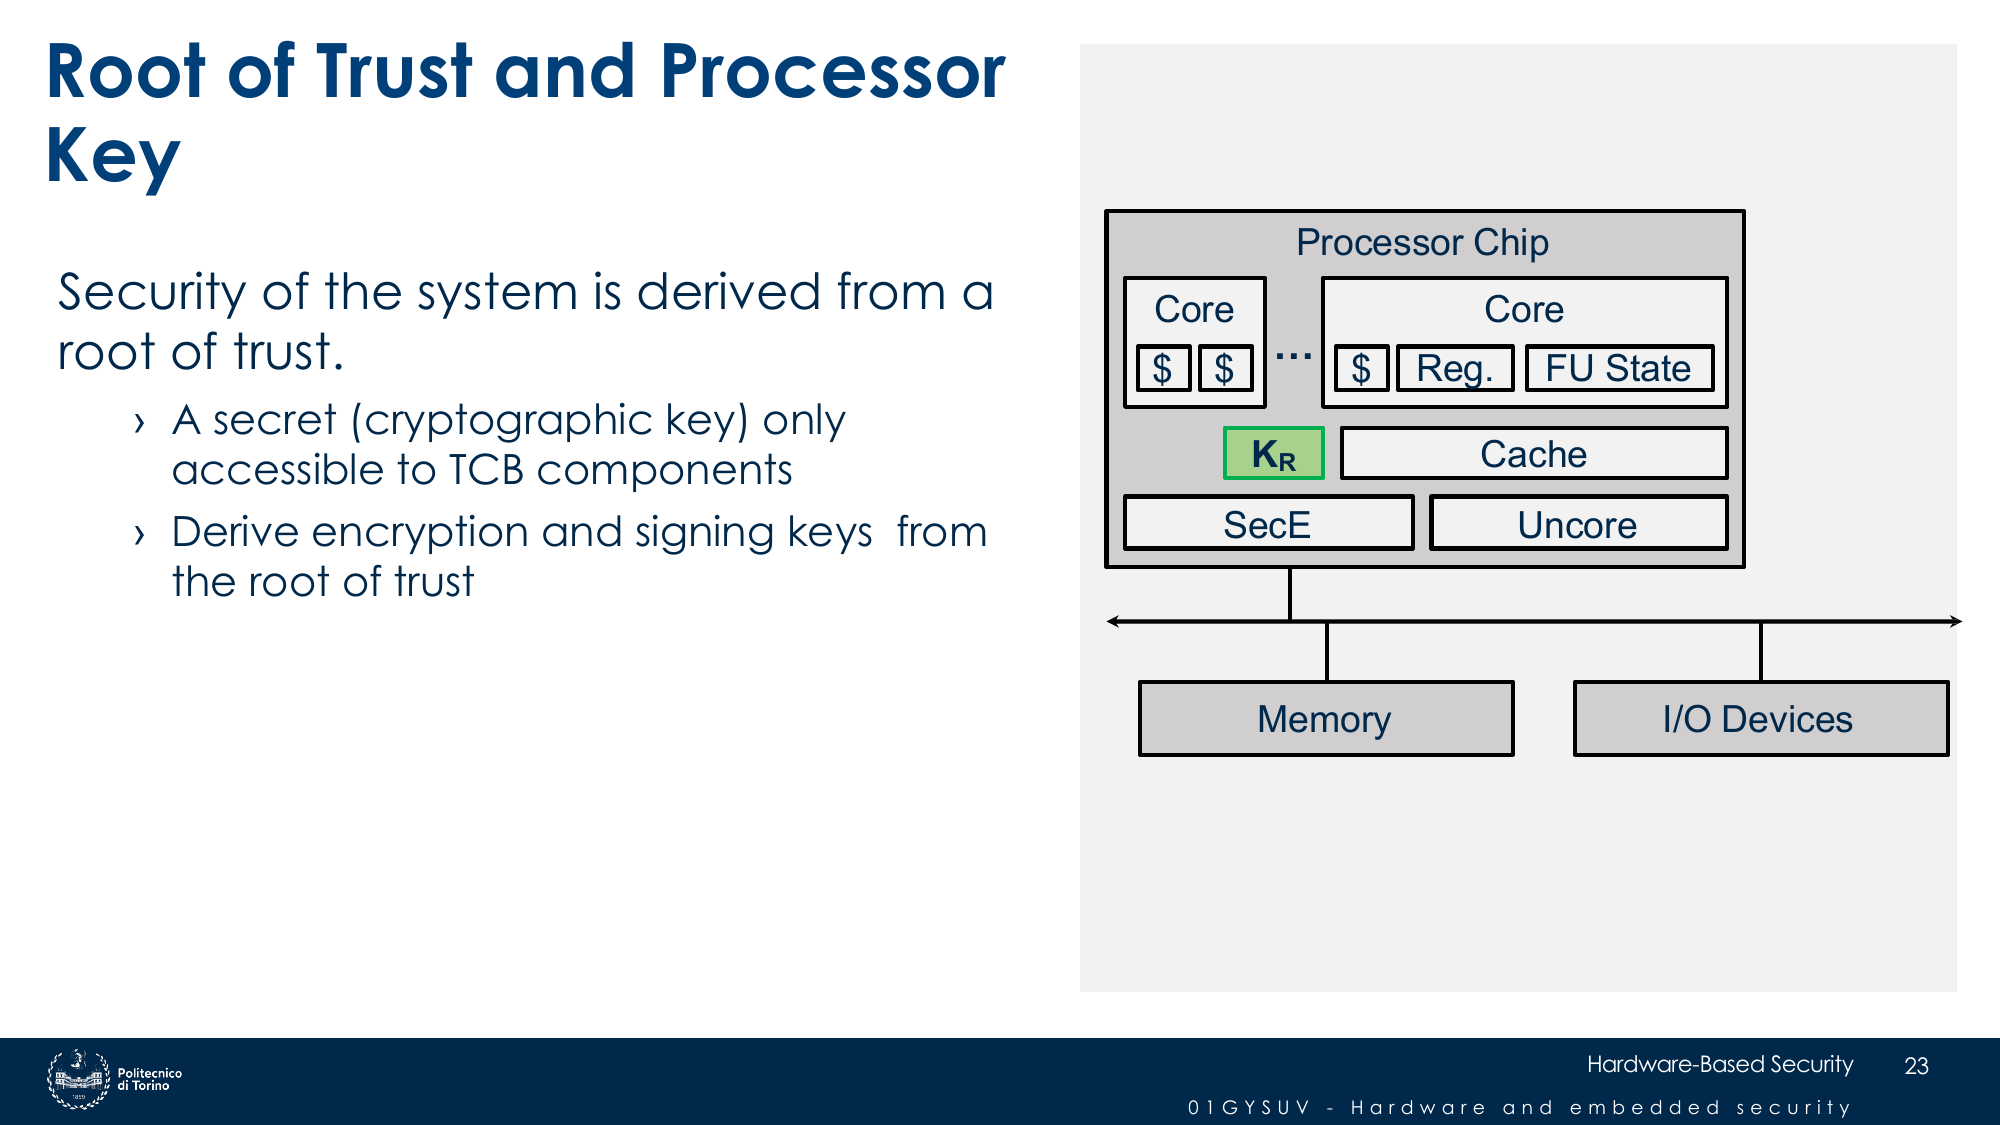 Root of Trust and Processor
Key
Security of the system is derived from a
root of trust.
› A secret (cryptographic key) only
accessible to TCB components
› Derive encryption and signing keys  from
the root of trust
Processor Chip
Core
Core
$ $ ... $ Reg. FU State
KR
Cache
SecE
Uncore
Memory
I/O Devices
Politecnico
di Torino
1859
Hardware-Based Security
23
01GYSUV - Hardware and embedded security